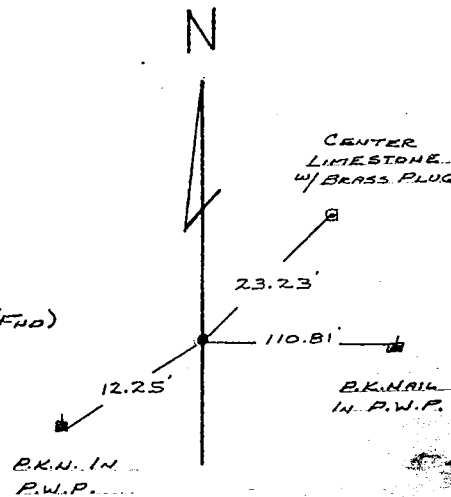 N
CENTER
LIMESTONE
W/ BRASS PLUG
23.23'
(FND)
110.81'
12.25'
P.K. NAIL
IN P.W.P.
P.K.N. IN
P.W.P.